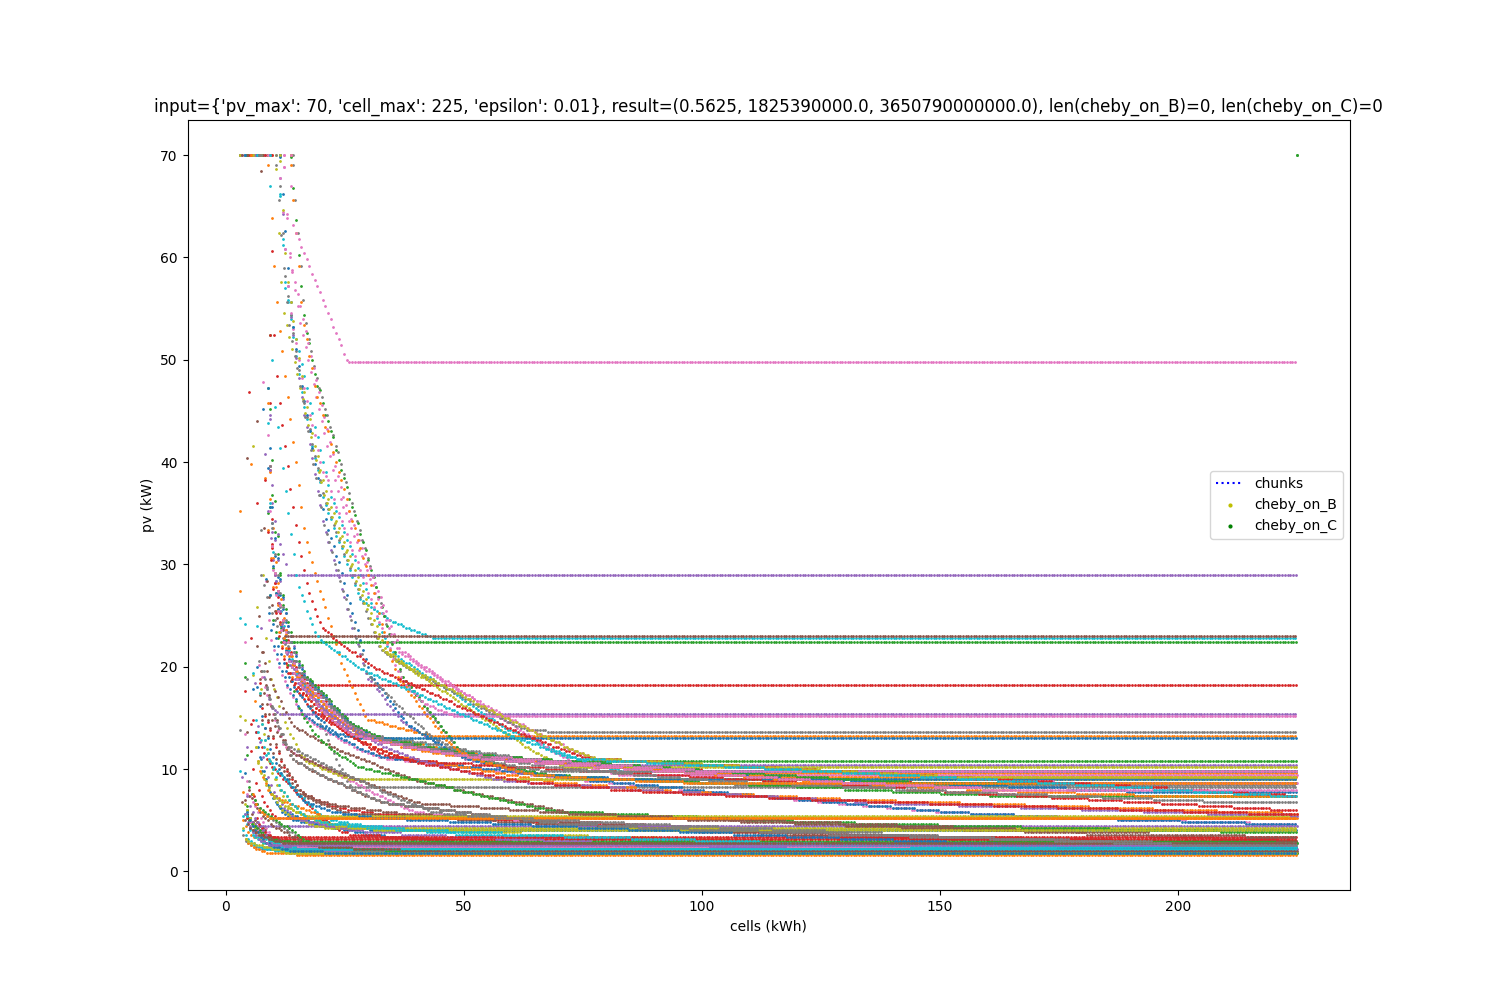 input={'pv_max': 70, 'cell_max': 225, 'epsilon': 0.01}, result=(0.5625, 1825390000.0, 3650790000000.0), len(cheby_on_B)=0, len(cheby_on_C)=0
70
60
50
40
30
20
10
0
pv (kW)
chunks
cheby_on_B
cheby_on_C
0 50 100 150 200
cells (kWh)